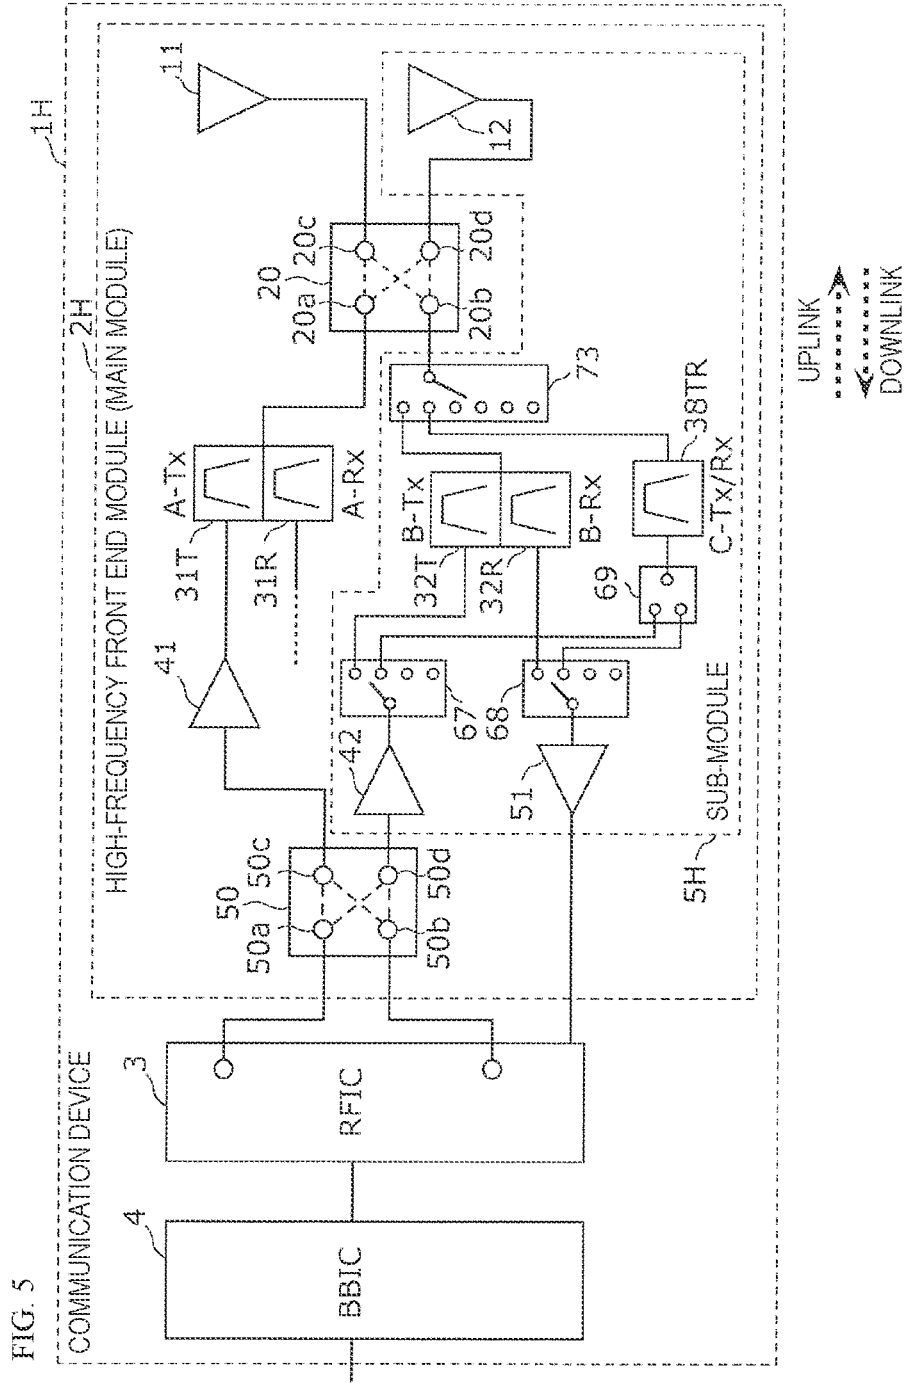 FIG. 5
COMMUNICATION DEVICE
1H
2H
HIGH-FREQUENCY FRONT END MODULE (MAIN MODULE)
4
BBIC
3
RFIC
50
50a
50c
50b
50d
41
31T
A-Tx
31R
A-Rx
20
20a
20c
20b
20d
11
12
42
67
68
51
32T
B-Tx
32R
B-Rx
69
C-Tx/Rx
38TR
73
SUB-MODULE
5H
UPLINK
DOWNLINK